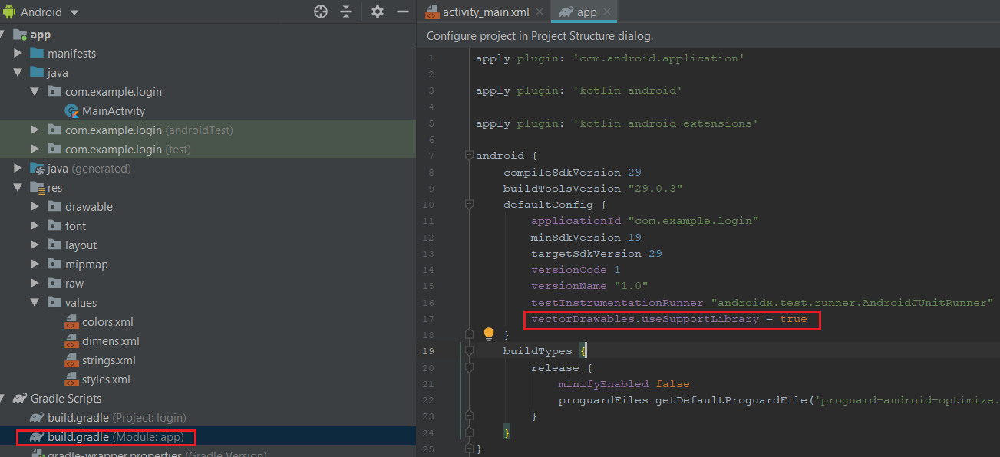 Android
app
manifests
java
com.example.login
MainActivity
com.example.login (androidTest)
com.example.login (test)
java (generated)
res
drawable
font
layout
mipmap
raw
values
colors.xml
dimens.xml
strings.xml
styles.xml
Gradle Scripts
build.gradle (Project: login)
build.gradle (Module: app)
gradle-wrapper.properties (Gradle Version)
activity_main.xml
app
Configure project in Project Structure dialog.
1 apply plugin: 'com.android.application'
2
3 apply plugin: 'kotlin-android'
4
5 apply plugin: 'kotlin-android-extensions'
6
7 android {
8 compileSdkVersion 29
9 buildToolsVersion "29.0.3"
10 defaultConfig {
11 applicationId "com.example.login"
12 minSdkVersion 19
13 targetSdkVersion 29
14 versionCode 1
15 versionName "1.0"
16 testInstrumentationRunner "androidx.test.runner.AndroidJUnitRunner"
17 vectorDrawables.useSupportLibrary = true
18 }
19 buildTypes {
20 release {
21 minifyEnabled false
22 proguardFiles getDefaultProguardFile('proguard-android-optimize.
23 }
24 }
25 }